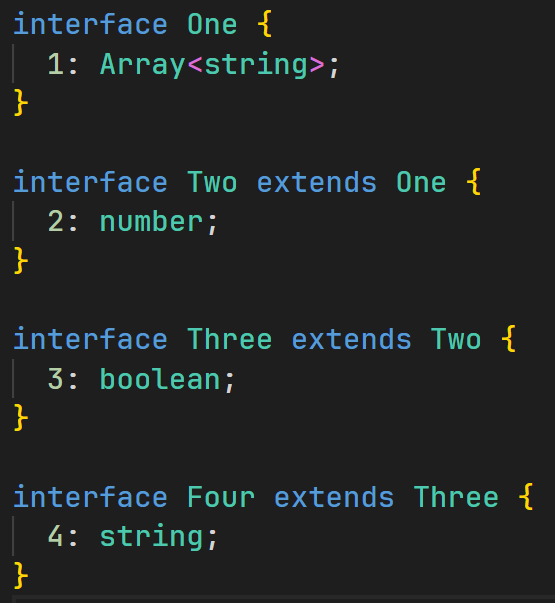 interface One {
  1: Array<string>;
}

interface Two extends One {
  2: number;
}

interface Three extends Two {
  3: boolean;
}

interface Four extends Three {
  4: string;
}